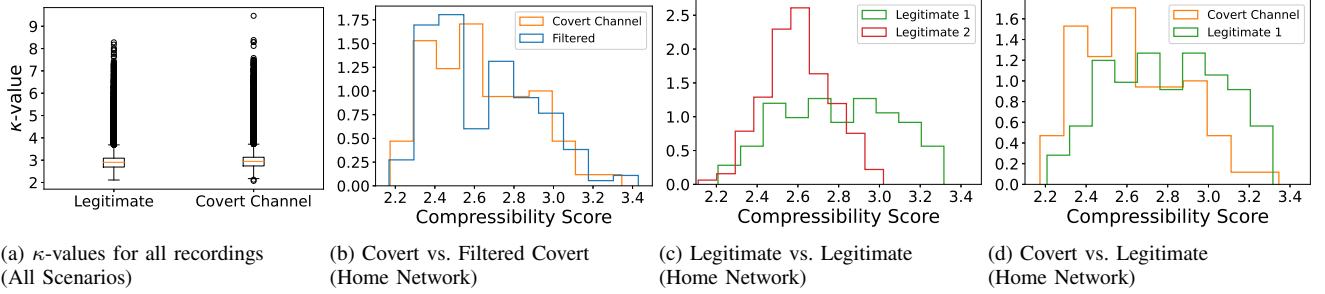 κ-value
9
8
7
6
5
4
3
2
Legitimate
Covert Channel
1.75
1.50
1.25
1.00
0.75
0.50
0.25
0.00
Covert Channel
Filtered
2.2 2.4 2.6 2.8 3.0 3.2 3.4
Compressibility Score
2.5
2.0
1.5
1.0
0.5
0.0
Legitimate 1
Legitimate 2
2.2 2.4 2.6 2.8 3.0 3.2 3.4
Compressibility Score
1.6
1.4
1.2
1.0
0.8
0.6
0.4
0.2
0.0
Covert Channel
Legitimate 1
2.2 2.4 2.6 2.8 3.0 3.2 3.4
Compressibility Score
(a) κ-values for all recordings
(All Scenarios)
(b) Covert vs. Filtered Covert
(Home Network)
(c) Legitimate vs. Legitimate
(Home Network)
(d) Covert vs. Legitimate
(Home Network)